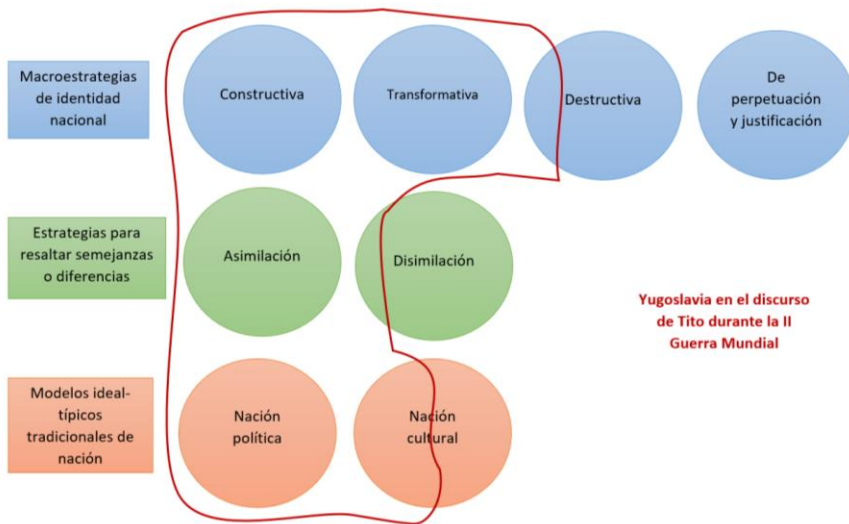 Macroestrategias
de identidad
nacional
Constructiva
Transformativa
Destructiva
De
perpetuación
y justificación
Estrategias para
resaltar semejanzas
o diferencias
Asimilación
Disimilación
Yugoslavia en el discurso
de Tito durante la II
Guerra Mundial
Modelos ideal-
típicos
tradicionales de
nación
Nación
política
Nación
cultural